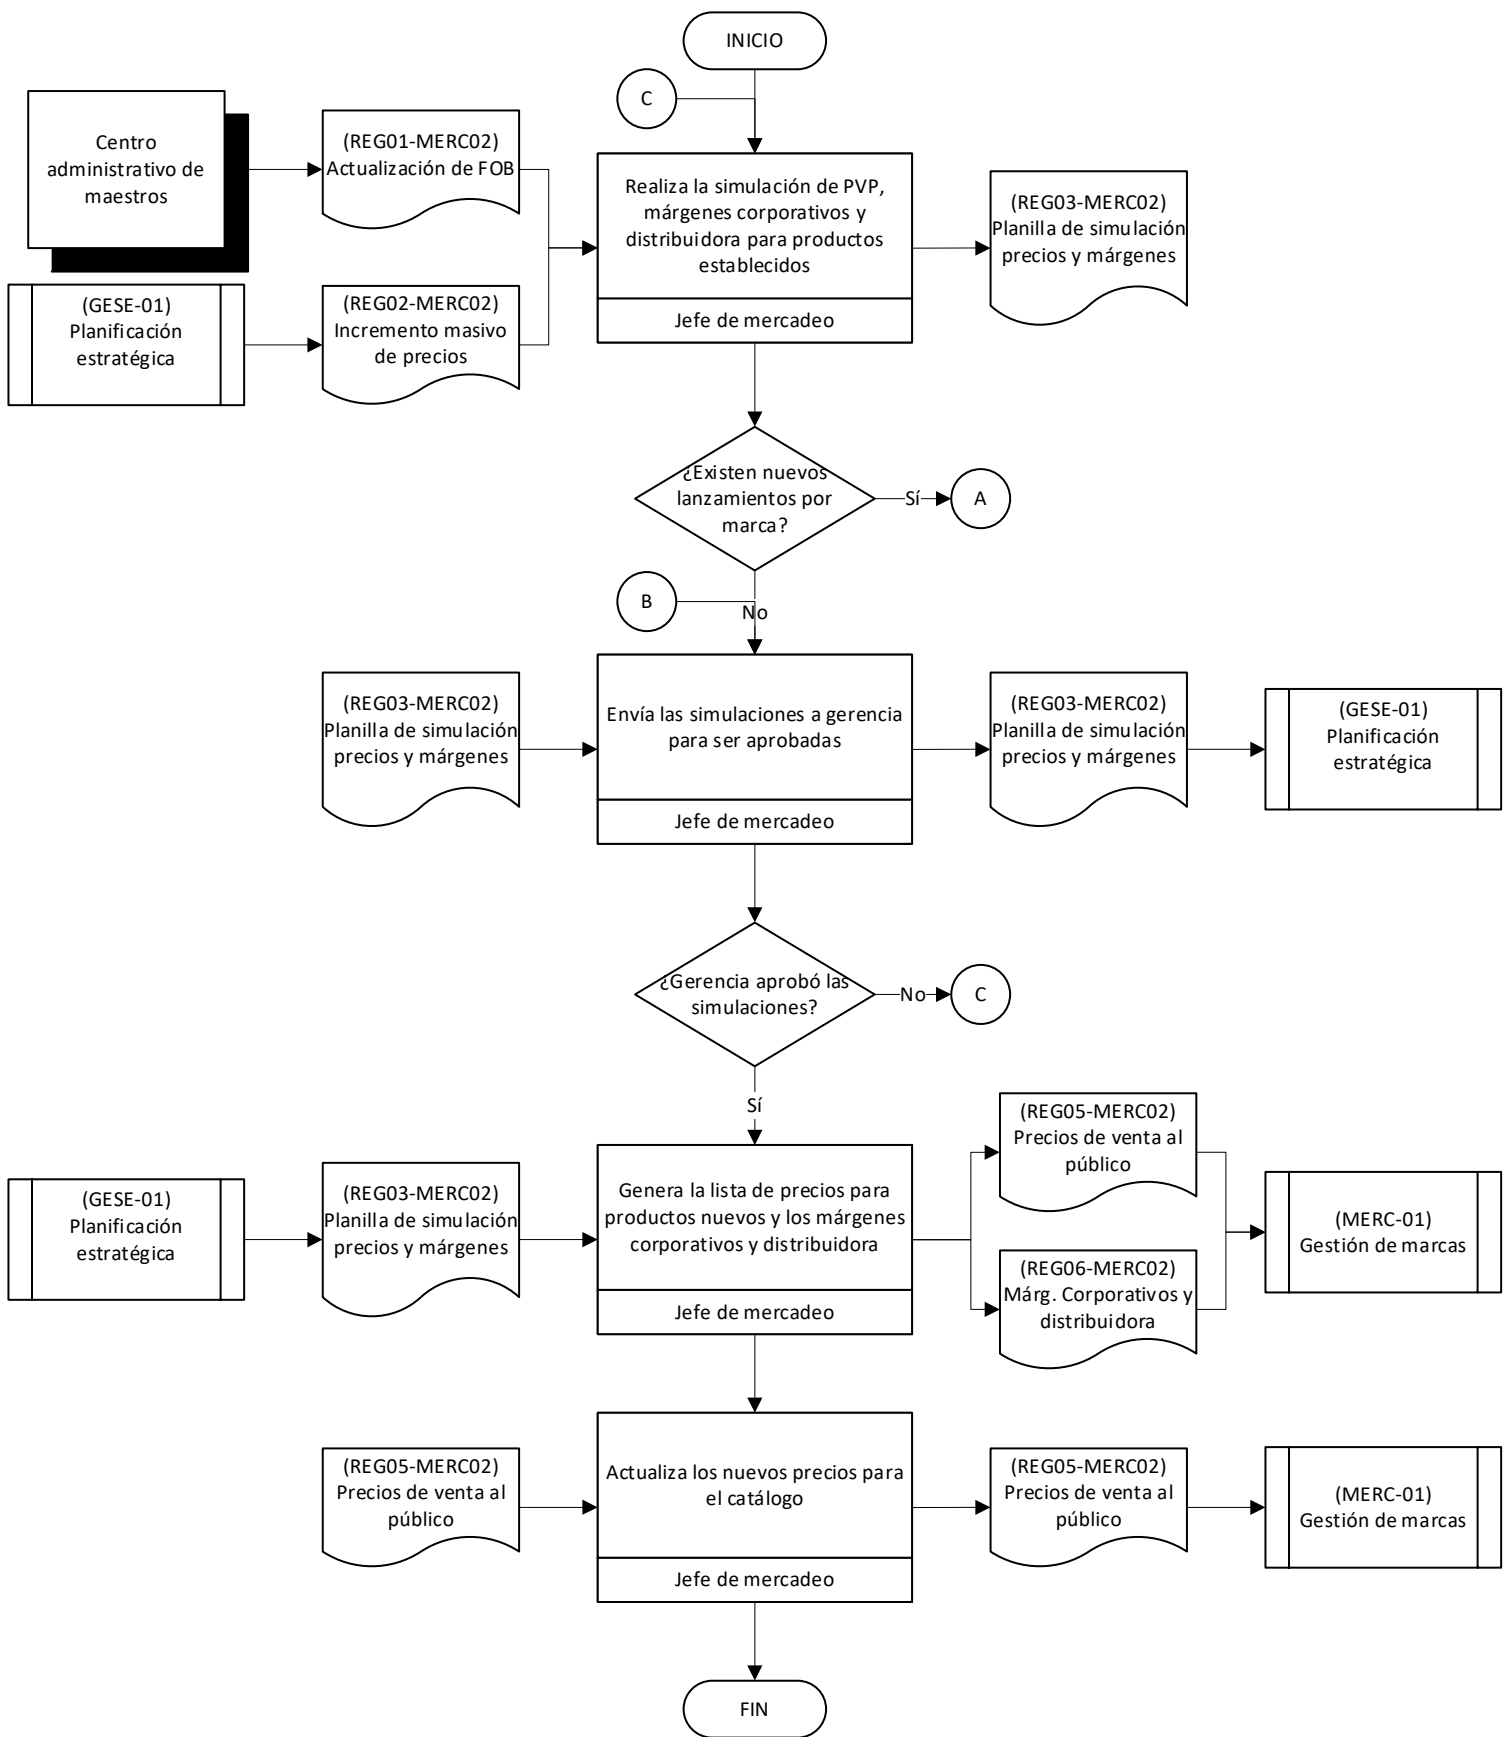 INICIO
C
Centro
administrativo de
maestros
(REG01-MERC02)
Actualización de FOB
Realiza la simulación de PVP,
márgenes corporativos y
distribuidora para productos
establecidos
Jefe de mercadeo
(REG03-MERC02)
Planilla de simulación
precios y márgenes
(GESE-01)
Planificación
estratégica
(REG02-MERC02)
Incremento masivo
de precios
¿Existen nuevos
lanzamientos por
marca?
Sí
A
B
No
(REG03-MERC02)
Planilla de simulación
precios y márgenes
Envía las simulaciones a gerencia
para ser aprobadas
Jefe de mercadeo
(REG03-MERC02)
Planilla de simulación
precios y márgenes
(GESE-01)
Planificación
estratégica
¿Gerencia aprobó las
simulaciones?
No
C
Sí
(GESE-01)
Planificación
estratégica
(REG03-MERC02)
Planilla de simulación
precios y márgenes
Genera la lista de precios para
productos nuevos y los márgenes
corporativos y distribuidora
Jefe de mercadeo
(REG05-MERC02)
Precios de venta al
público
(REG06-MERC02)
Márg. Corporativos y
distribuidora
(MERC-01)
Gestión de marcas
(REG05-MERC02)
Precios de venta al
público
Actualiza los nuevos precios para
el catálogo
Jefe de mercadeo
(REG05-MERC02)
Precios de venta al
público
(MERC-01)
Gestión de marcas
FIN